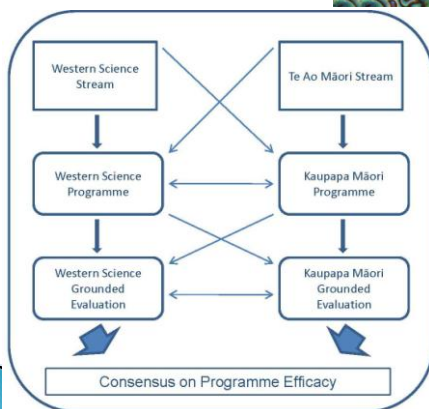 Western Science
Stream
Te Ao Māori Stream
Western Science
Programme
Kaupapa Māori
Programme
Western Science
Grounded
Evaluation
Kaupapa Māori
Grounded
Evaluation
Consensus on Programme Efficacy